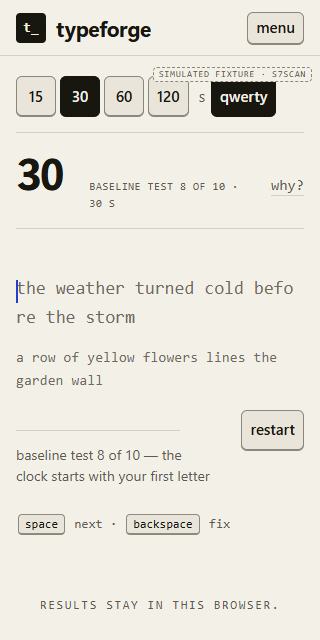 t_ typeforge menu
SIMULATED FIXTURE · S7SCAN
15 30 60 120 s qwerty
30 BASELINE TEST 8 OF 10 · why?
30 S
the weather turned cold befo
re the storm
a row of yellow flowers lines the
garden wall
restart
baseline test 8 of 10 — the
clock starts with your first letter
space next · backspace fix
RESULTS STAY IN THIS BROWSER.